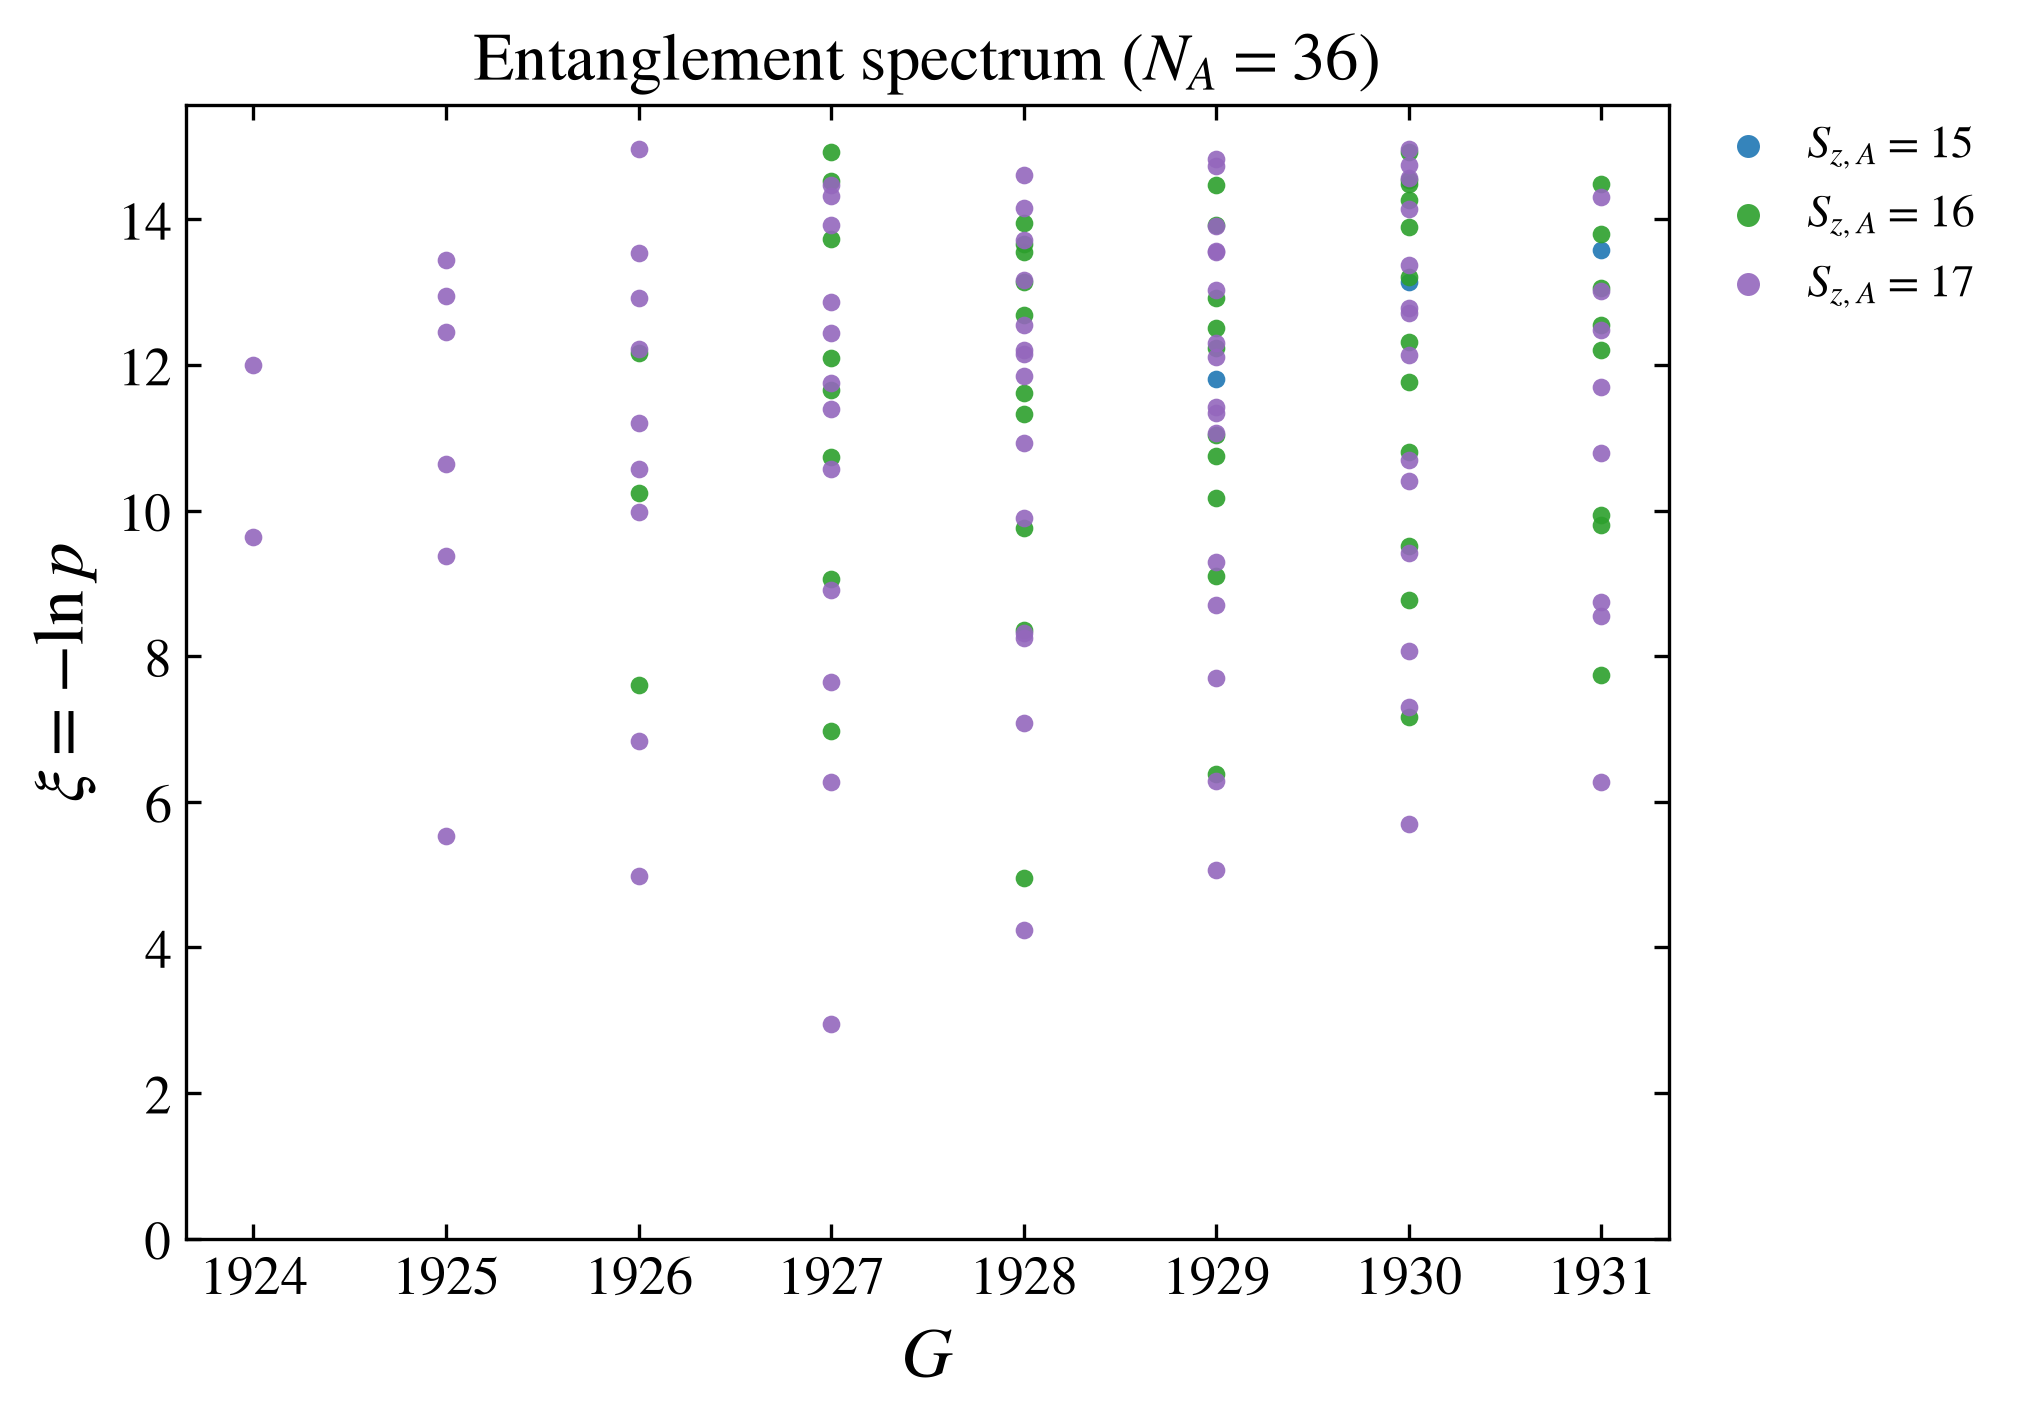 Entanglement spectrum (N_A = 36)
S_{z, A} = 15
S_{z, A} = 16
S_{z, A} = 17
14
12
10
8
6
4
2
0
ξ = −ln p
1924 1925 1926 1927 1928 1929 1930 1931
G